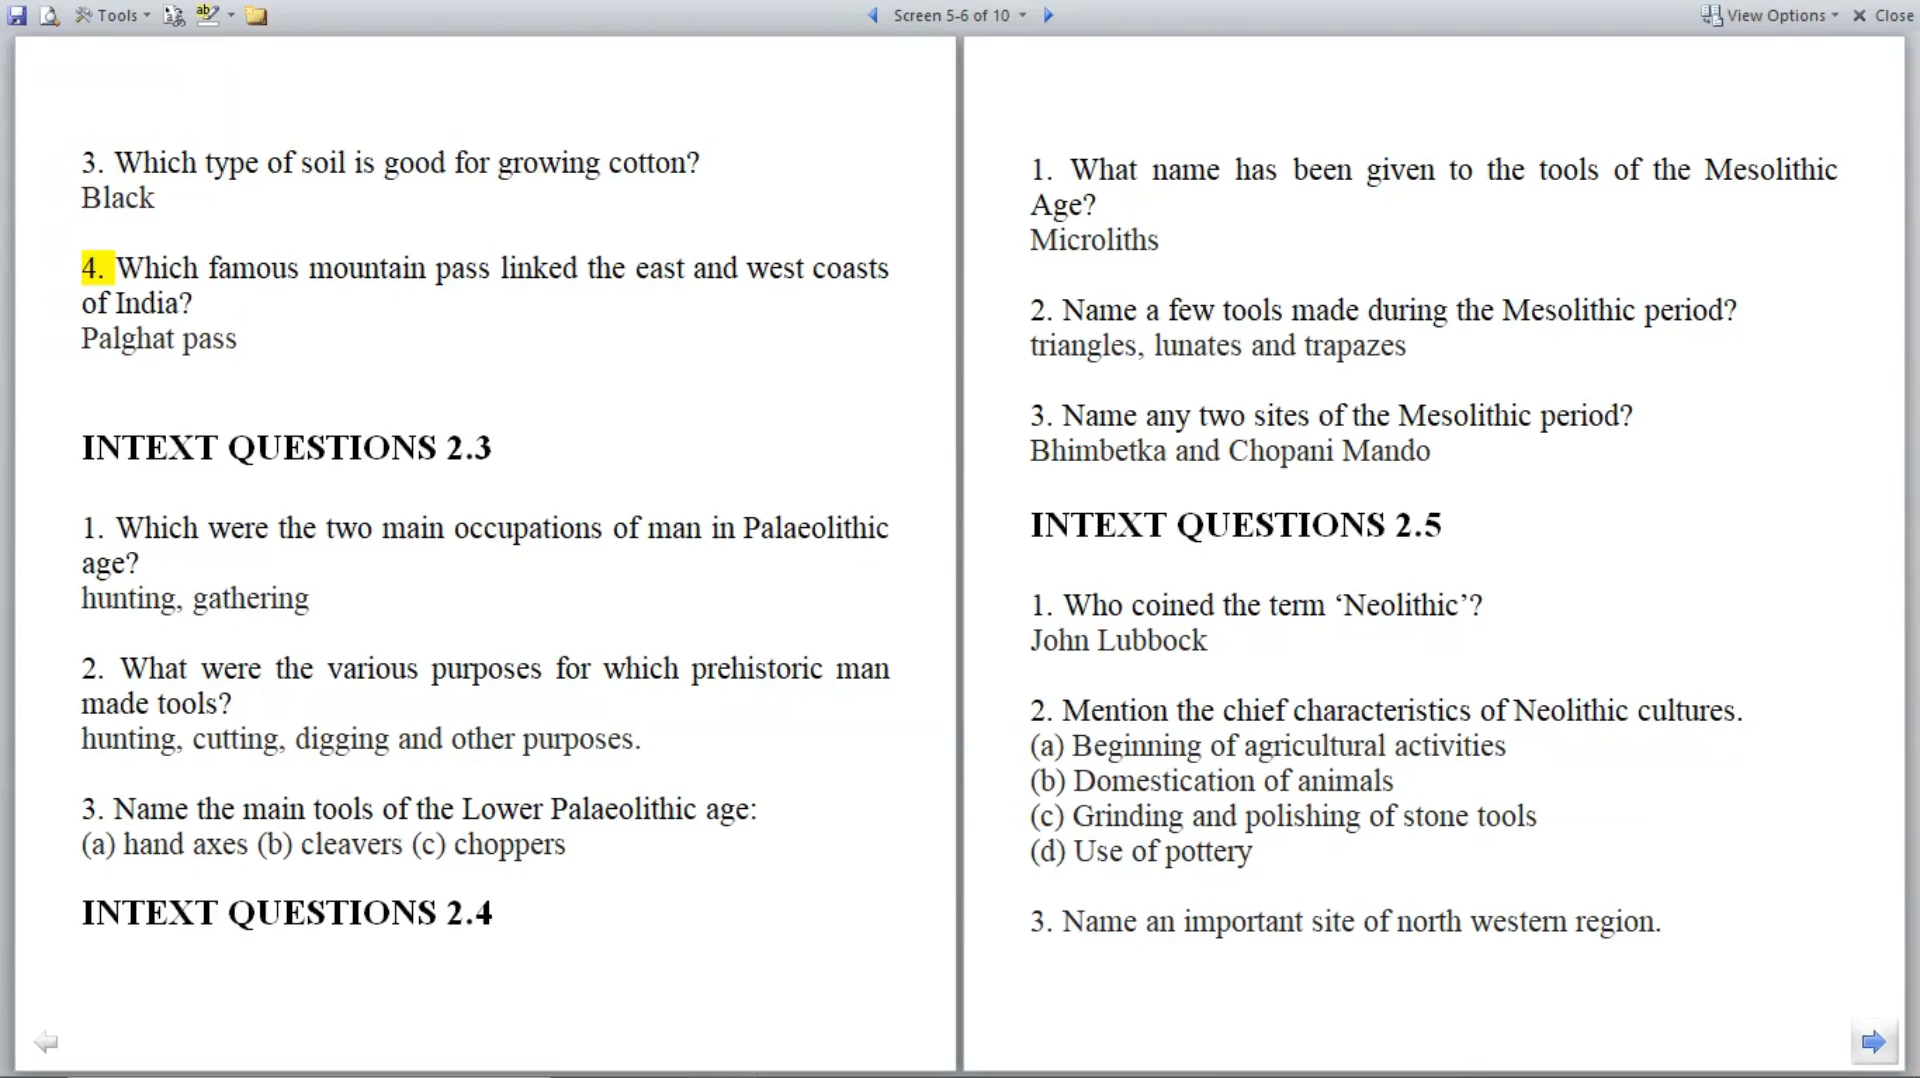 Tools
Screen 5-6 of 10
View Options
Close
3. Which type of soil is good for growing cotton?
Black
4. Which famous mountain pass linked the east and west coasts
of India?
Palghat pass
INTEXT QUESTIONS 2.3
1. Which were the two main occupations of man in Palaeolithic
age?
hunting, gathering
2. What were the various purposes for which prehistoric man
made tools?
hunting, cutting, digging and other purposes.
3. Name the main tools of the Lower Palaeolithic age:
(a) hand axes (b) cleavers (c) choppers
INTEXT QUESTIONS 2.4
1. What name has been given to the tools of the Mesolithic
Age?
Microliths
2. Name a few tools made during the Mesolithic period?
triangles, lunates and trapazes
3. Name any two sites of the Mesolithic period?
Bhimbetka and Chopani Mando
INTEXT QUESTIONS 2.5
1. Who coined the term ‘Neolithic’?
John Lubbock
2. Mention the chief characteristics of Neolithic cultures.
(a) Beginning of agricultural activities
(b) Domestication of animals
(c) Grinding and polishing of stone tools
(d) Use of pottery
3. Name an important site of north western region.